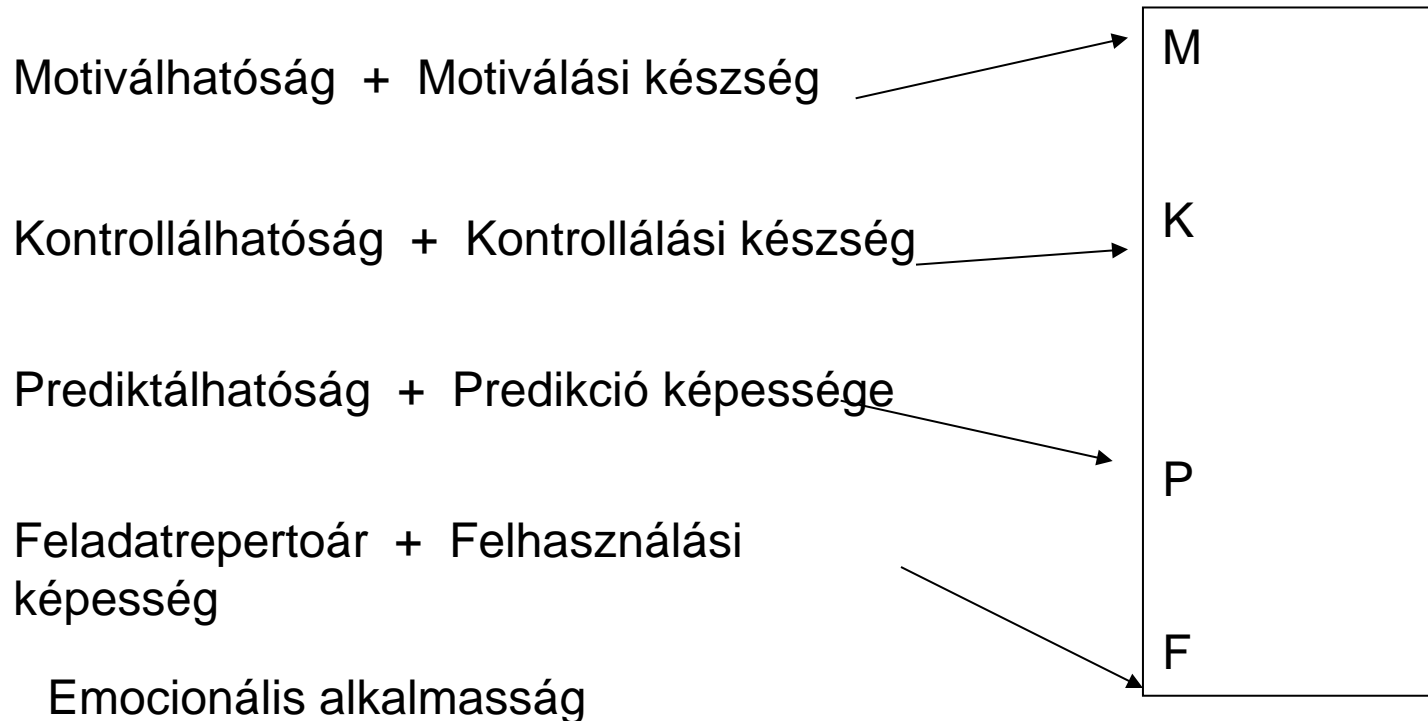 Motiválhatóság + Motiválási készség
M
Kontrollálhatóság + Kontrollálási készség
K
Prediktálhatóság + Predikció képessége
P
Feladatrepertoár + Felhasználási
képesség
F
Emocionális alkalmasság